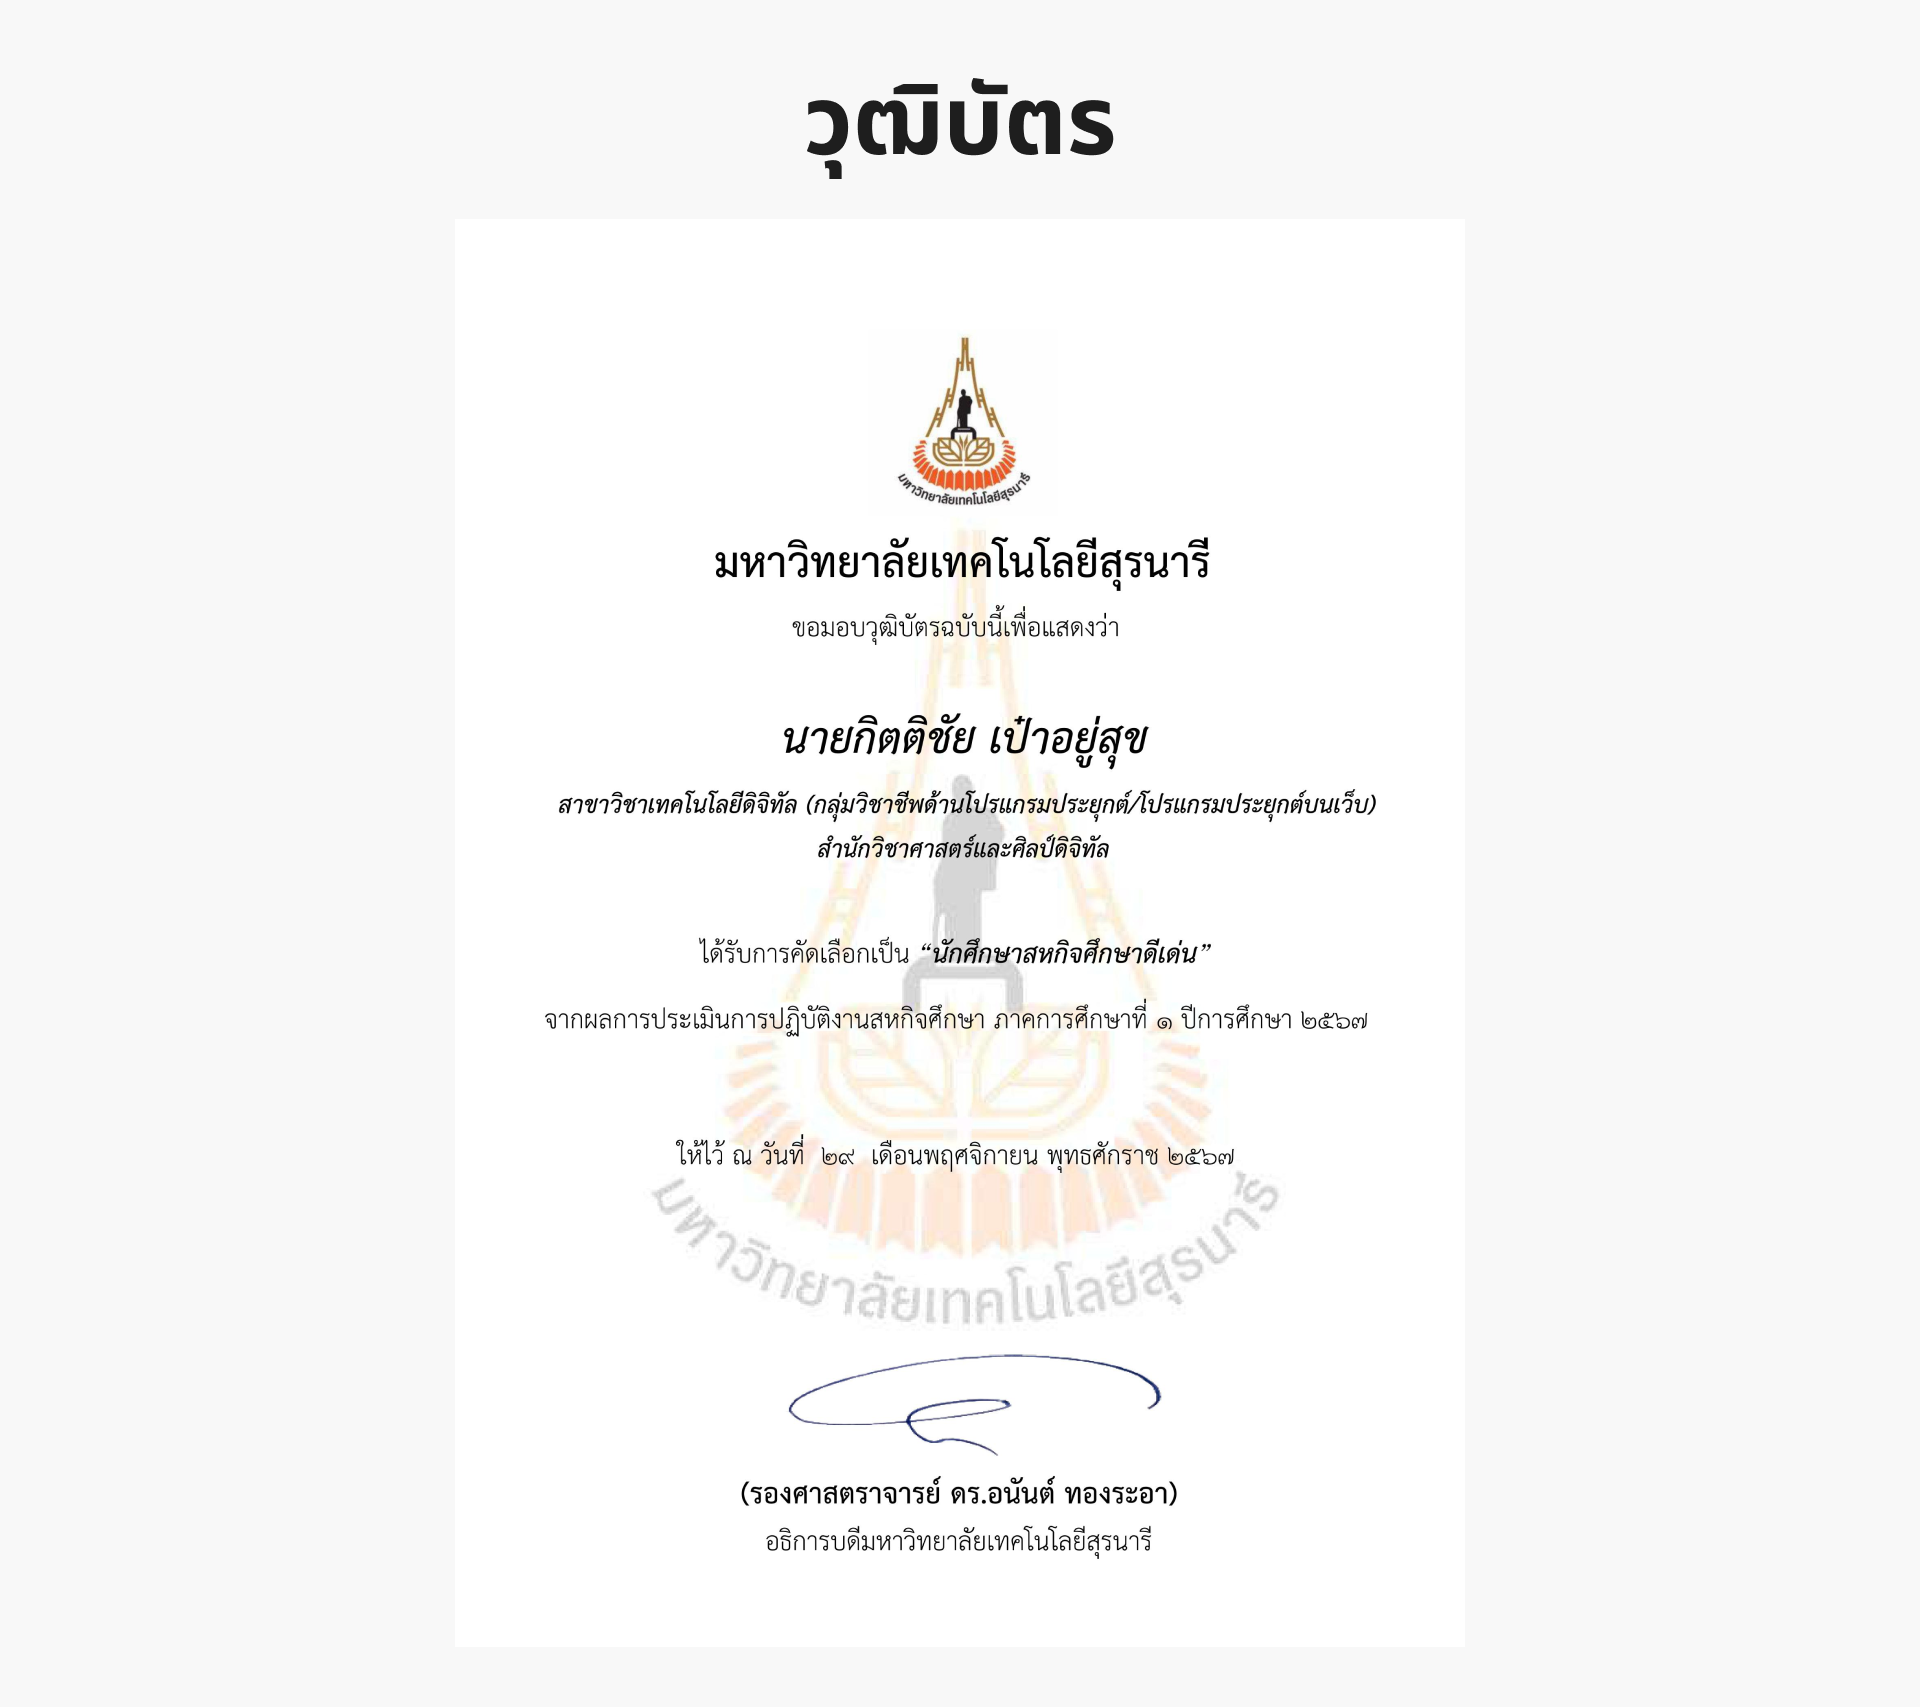 วุฒิบัตร
มหาวิทยาลัยเทคโนโลยีสุรนารี
มหาวิทยาลัยเทคโนโลยีสุรนารี
ขอมอบวุฒิบัตรฉบับนี้เพื่อแสดงว่า
นายกิตติชัย เป๋าอยู่สุข
สาขาวิชาเทคโนโลยีดิจิทัล (กลุ่มวิชาชีพด้านโปรแกรมประยุกต์/โปรแกรมประยุกต์บนเว็บ)
สำนักวิชาศาสตร์และศิลป์ดิจิทัล
ได้รับการคัดเลือกเป็น “นักศึกษาสหกิจศึกษาดีเด่น”
จากผลการประเมินการปฏิบัติงานสหกิจศึกษา ภาคการศึกษาที่ ๑ ปีการศึกษา ๒๕๖๗
ให้ไว้ ณ วันที่ ๒๙ เดือนพฤศจิกายน พุทธศักราช ๒๕๖๗
มหาวิทยาลัยเทคโนโลยีสุรนารี
(รองศาสตราจารย์ ดร.อนันต์ ทองระอา)
อธิการบดีมหาวิทยาลัยเทคโนโลยีสุรนารี